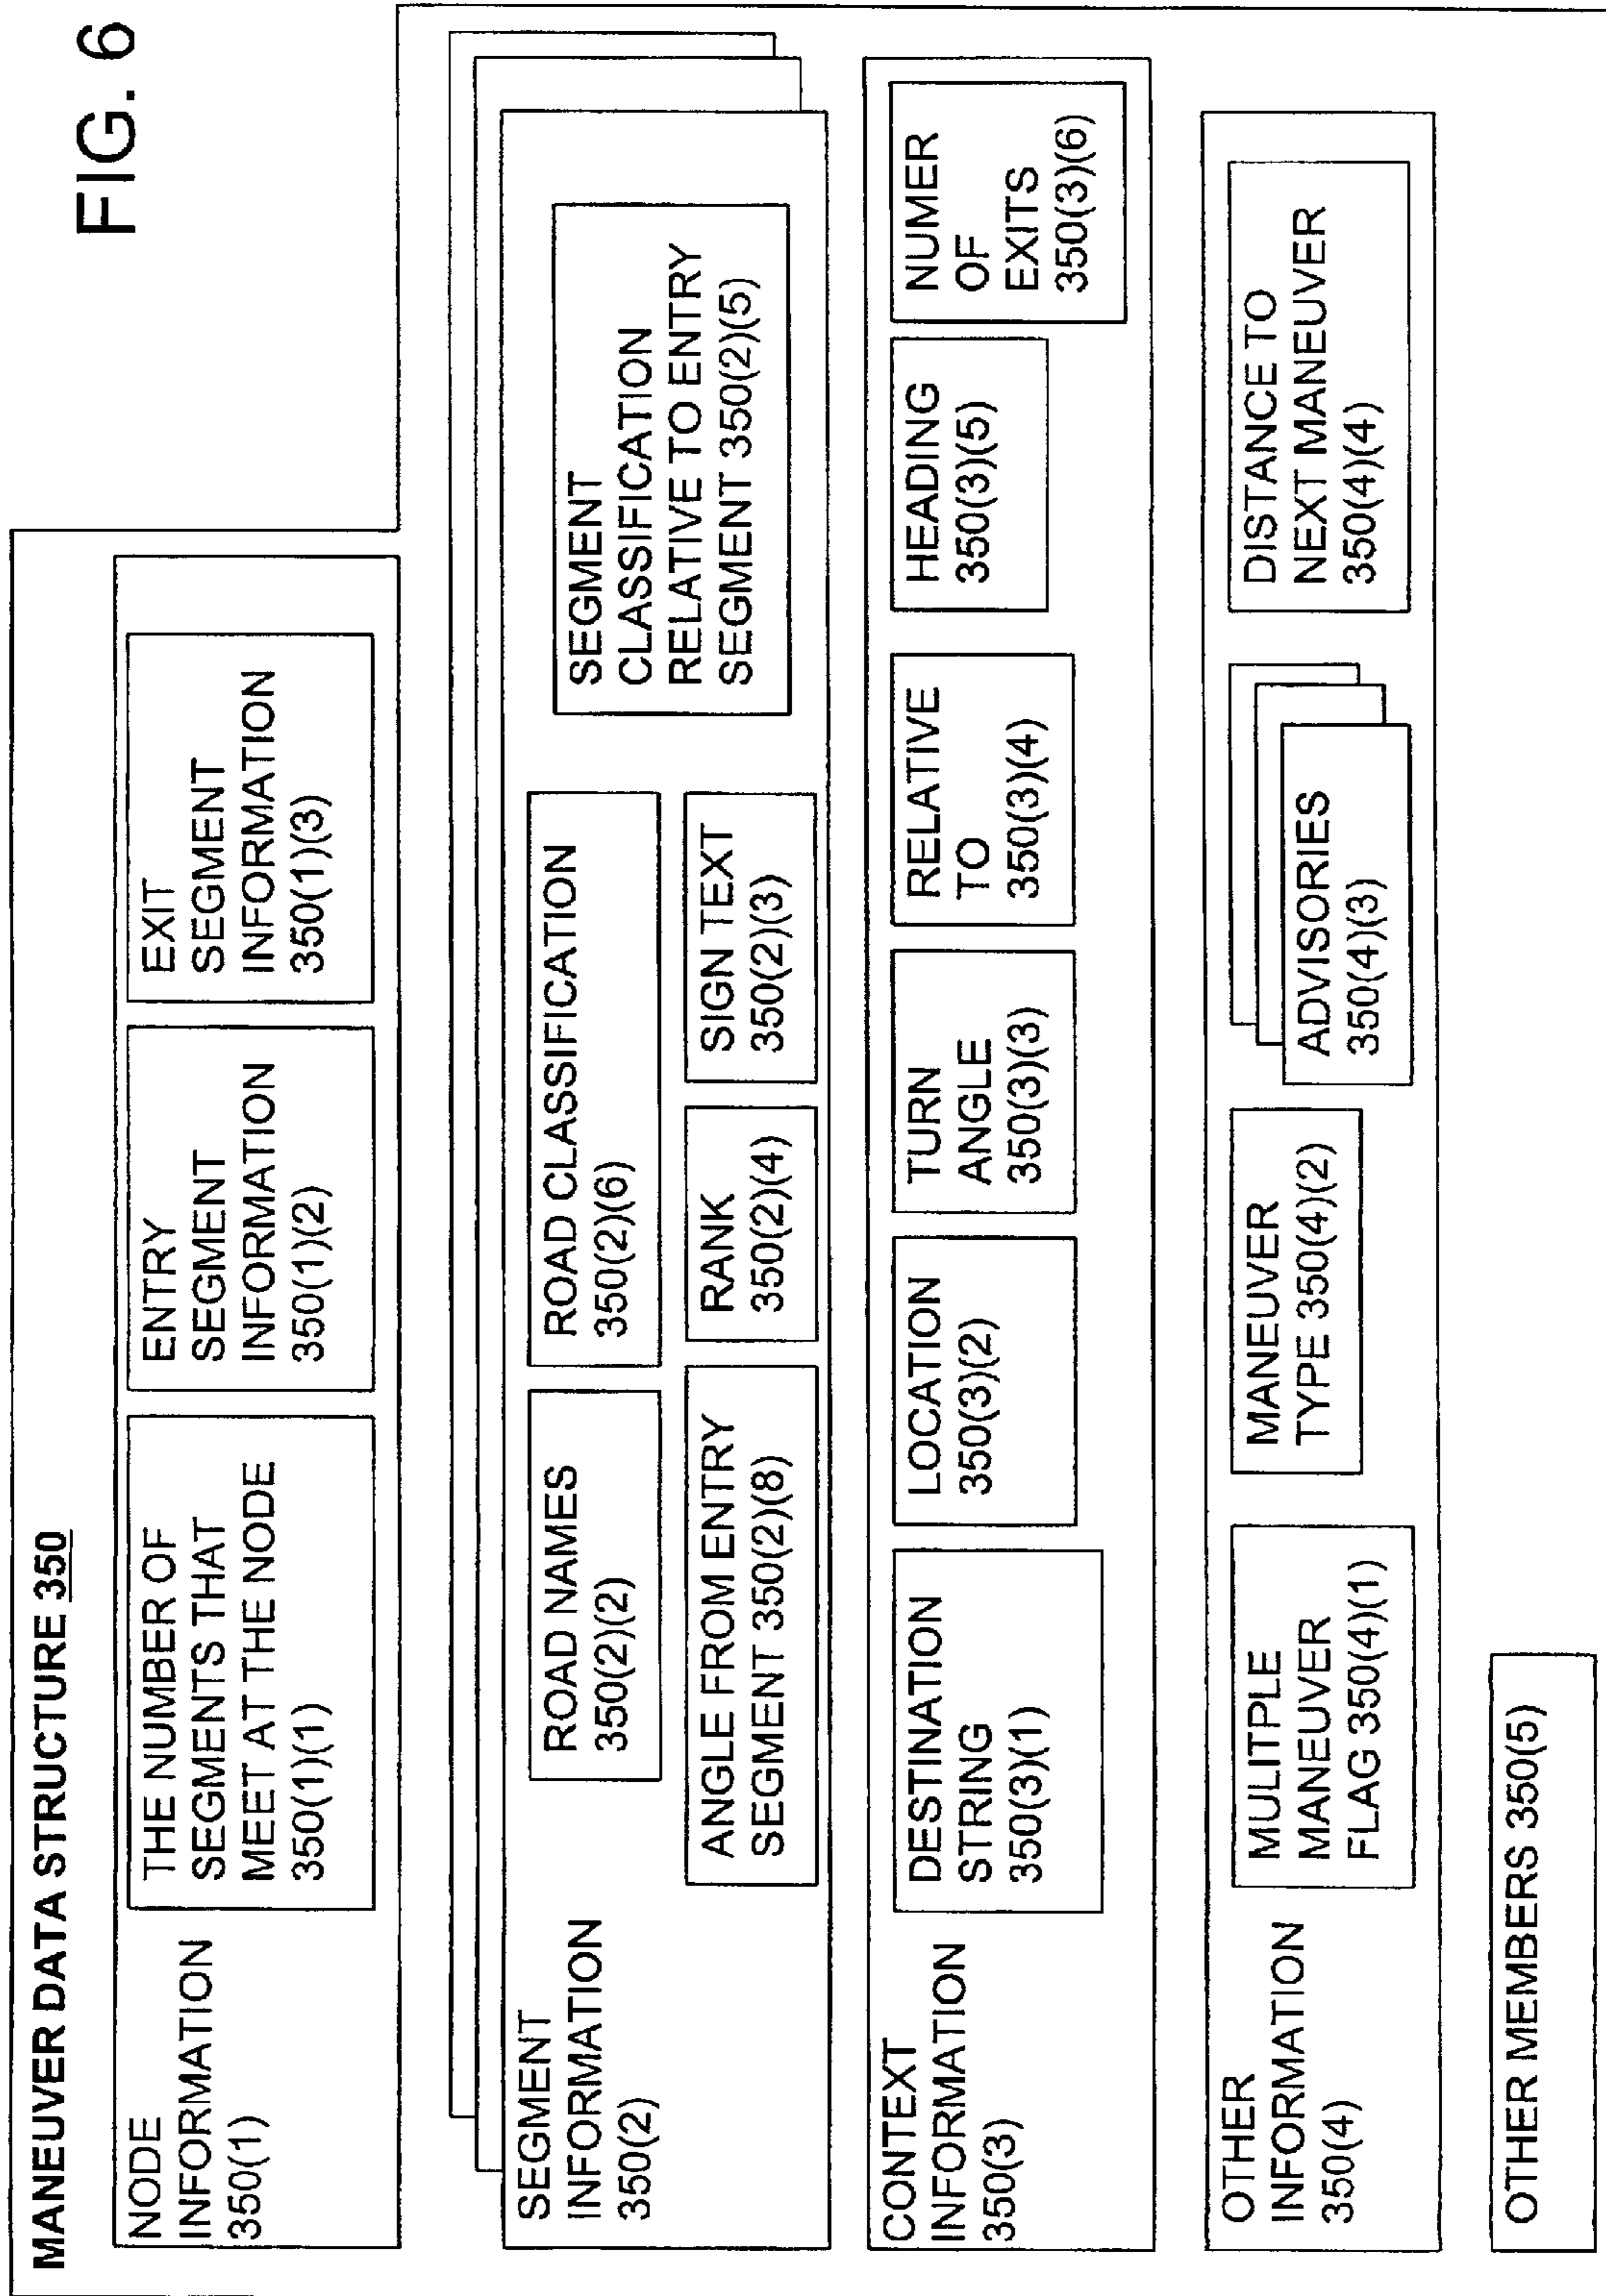 FIG. 6
MANEUVER DATA STRUCTURE 350
NODE
INFORMATION
350(1)
THE NUMBER OF
SEGMENTS THAT
MEET AT THE NODE
350(1)(1)
ENTRY
SEGMENT
INFORMATION
350(1)(2)
EXIT
SEGMENT
INFORMATION
350(1)(3)
SEGMENT
INFORMATION
350(2)
ROAD NAMES
350(2)(2)
ROAD CLASSIFICATION
350(2)(6)
ANGLE FROM ENTRY
SEGMENT 350(2)(8)
RANK
350(2)(4)
SIGN TEXT
350(2)(3)
SEGMENT
CLASSIFICATION
RELATIVE TO ENTRY
SEGMENT 350(2)(5)
CONTEXT
INFORMATION
350(3)
DESTINATION
STRING
350(3)(1)
LOCATION
350(3)(2)
TURN
ANGLE
350(3)(3)
RELATIVE
TO
350(3)(4)
HEADING
350(3)(5)
NUMER
OF
EXITS
350(3)(6)
OTHER
INFORMATION
350(4)
MULITPLE
MANEUVER
FLAG 350(4)(1)
MANEUVER
TYPE 350(4)(2)
ADVISORIES
350(4)(3)
DISTANCE TO
NEXT MANEUVER
350(4)(4)
OTHER MEMBERS 350(5)